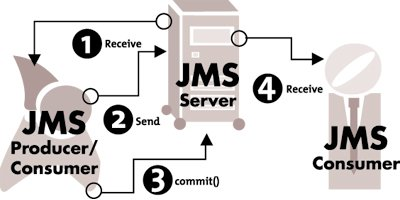 1 Receive
JMS
Server
2 Send
4 Receive
JMS
Producer/
Consumer
JMS
Consumer
3 commit()